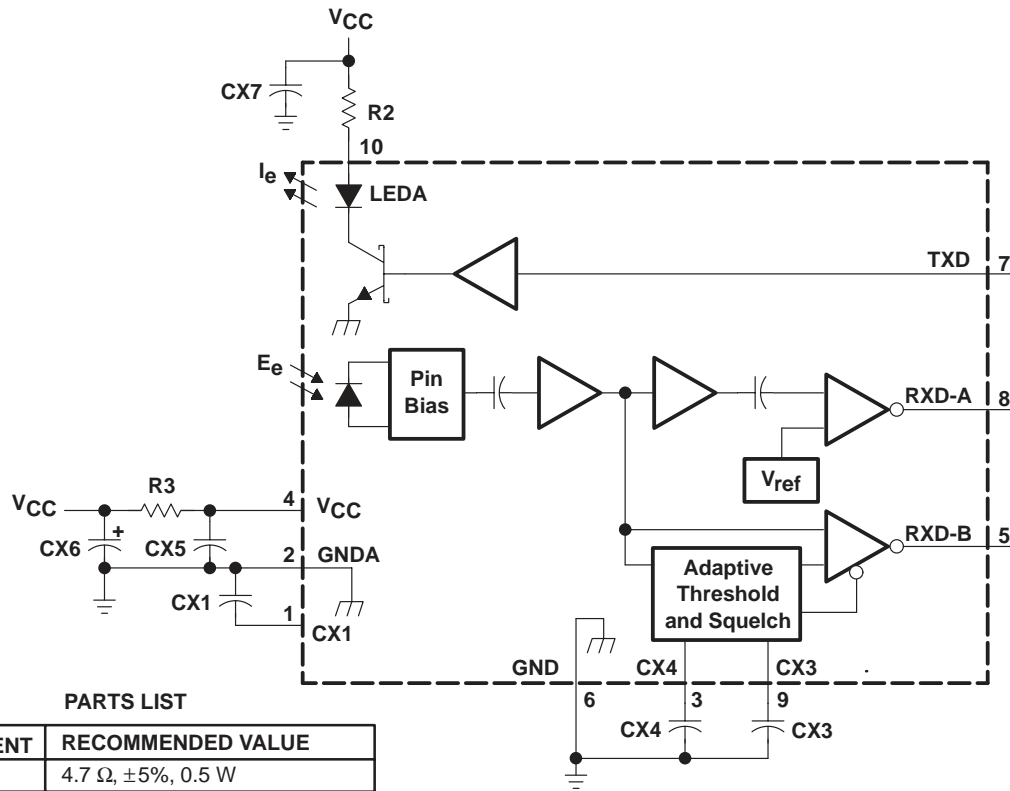 VCC
CX7
R2
10
Ie
LEDA
TXD 7
Ee
Pin
Bias
RXD-A 8
Vref
R3
VCC
4 VCC
CX6 +
CX5
2 GNDA
RXD-B 5
Adaptive
Threshold
and Squelch
CX1
1
CX1
GND
CX4
CX3
6
3
9
CX4
CX3
PARTS LIST
ENT RECOMMENDED VALUE
4.7 Ω, ±5%, 0.5 W